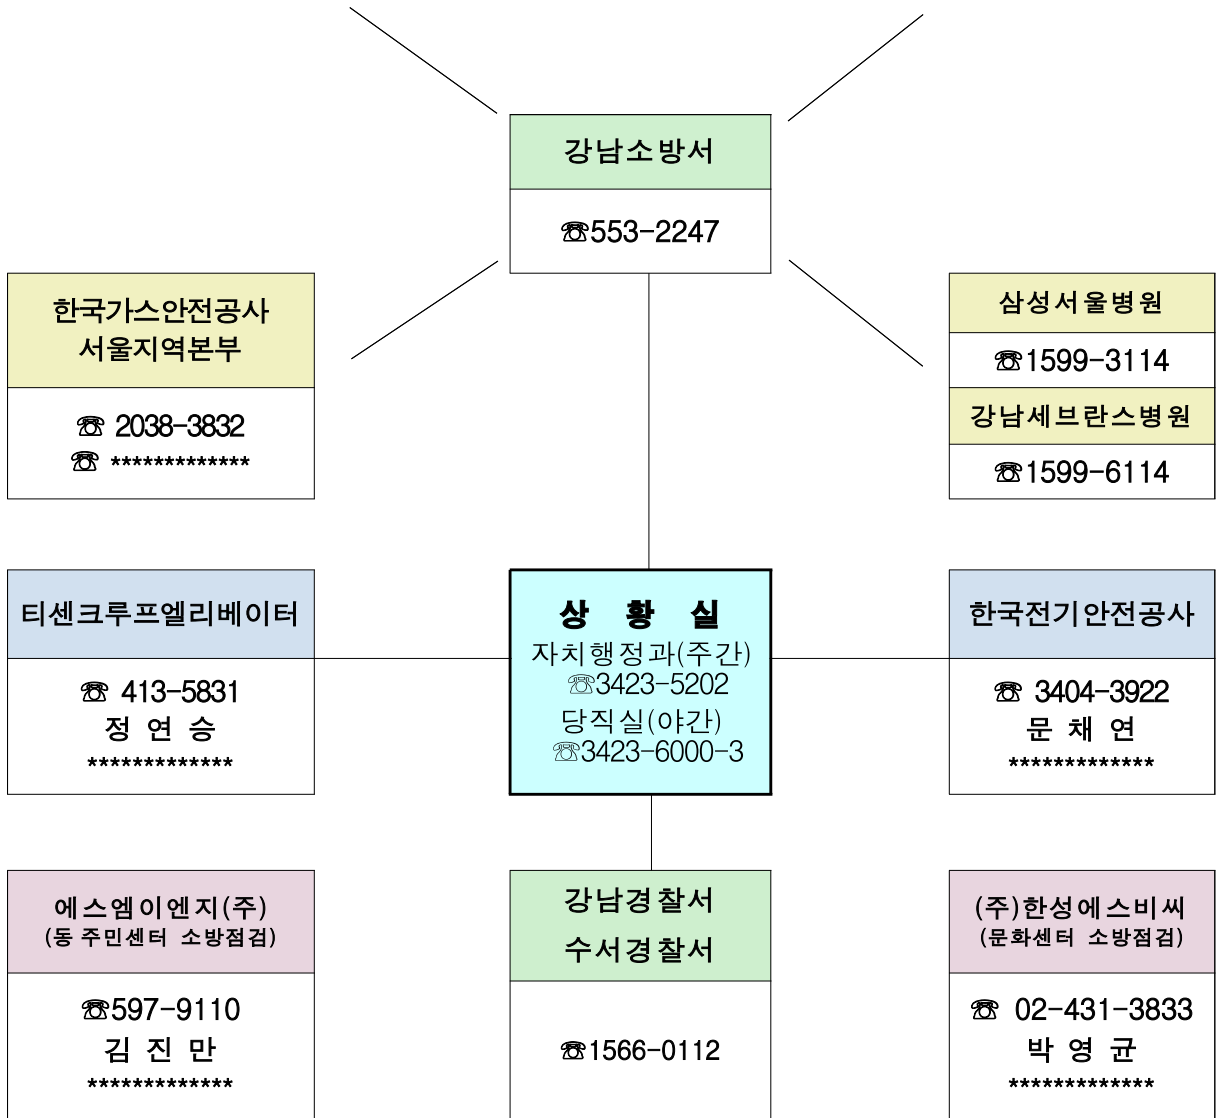 강남소방서
☎553-2247
한국가스안전공사
서울지역본부
☎ 2038-3832
☎ *************
삼성서울병원
☎1599-3114
강남세브란스병원
☎1599-6114
티센크루프엘리베이터
☎ 413-5831
정 연 승
*************
상 황 실
자치행정과(주간)
☏3423-5202
당직실(야간)
☏3423-6000-3
한국전기안전공사
☎ 3404-3922
문 채 연
*************
에스엠이엔지(주)
(동 주민센터 소방점검)
☎597-9110
김 진 만
*************
강남경찰서
수서경찰서
☎1566-0112
(주)한성에스비씨
(문화센터 소방점검)
☎ 02-431-3833
박 영 균
*************